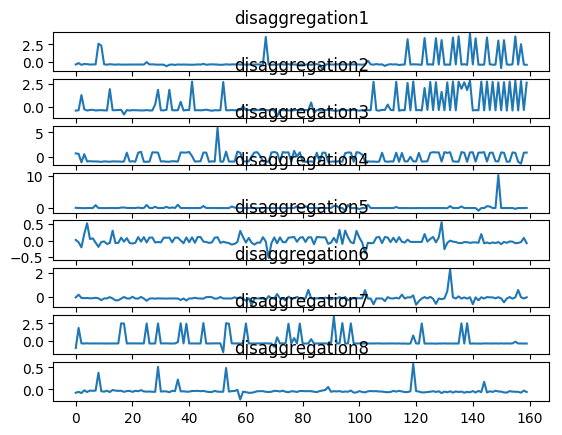 disaggregation1
2.5
0.0
disaggregation2
2.5
0.0
disaggregation3
5
0
disaggregation4
10
0
disaggregation5
0.5
0.0
−0.5
disaggregation6
2
0
disaggregation7
2.5
0.0
disaggregation8
0.5
0.0
0 20 40 60 80 100 120 140 160